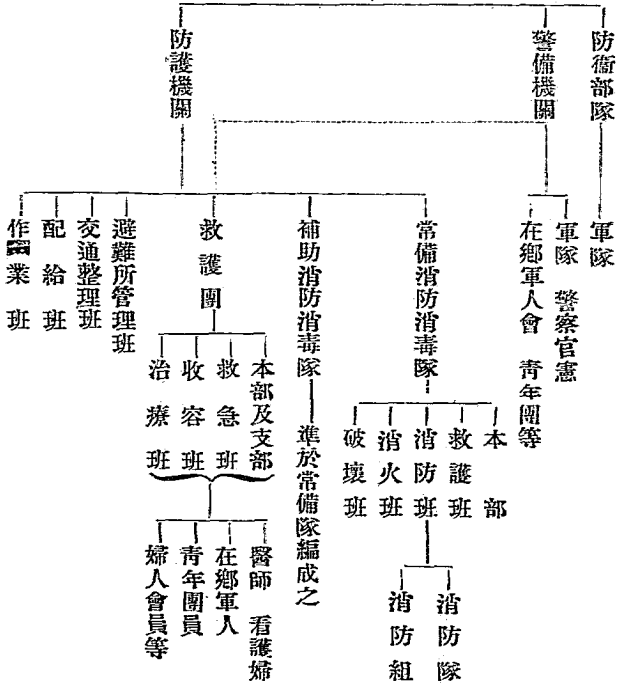 防衞部隊
軍隊
警備機關
軍隊 警察官憲
在鄉軍人會 靑年團等
防護機關
常備消防消毒隊
本部
救護班
消防班
消防隊
消防組
消火班
破壞班
補助消防消毒隊
準於常備隊編成之
救護團
本部及支部
救急班
收容班
治療班
醫師 看護婦
在鄉軍人
靑年團員
婦人會員等
避難所管理班
交通整理班
配給班
作業班